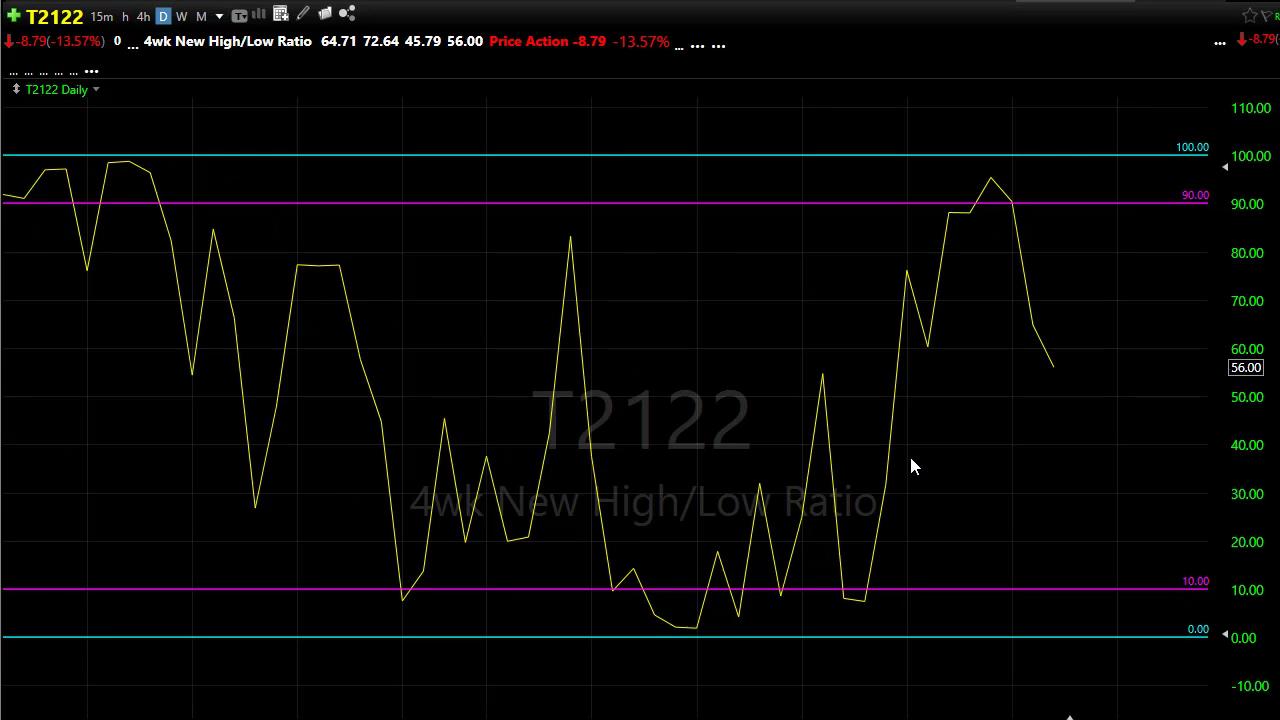 T2122 15m h 4h D W M T
-8.79(-13.57%) 0 ... 4wk New High/Low Ratio 64.71 72.64 45.79 56.00 Price Action -8.79 -13.57% ... ... ... ... -8.79(
... ... ... ... ... ...
T2122 Daily
110.00
100.00 100.00
90.00 90.00
80.00
70.00
60.00
56.00
50.00
T2122
40.00
4wk New High/Low Ratio
30.00
20.00
10.00 10.00
0.00 0.00
-10.00